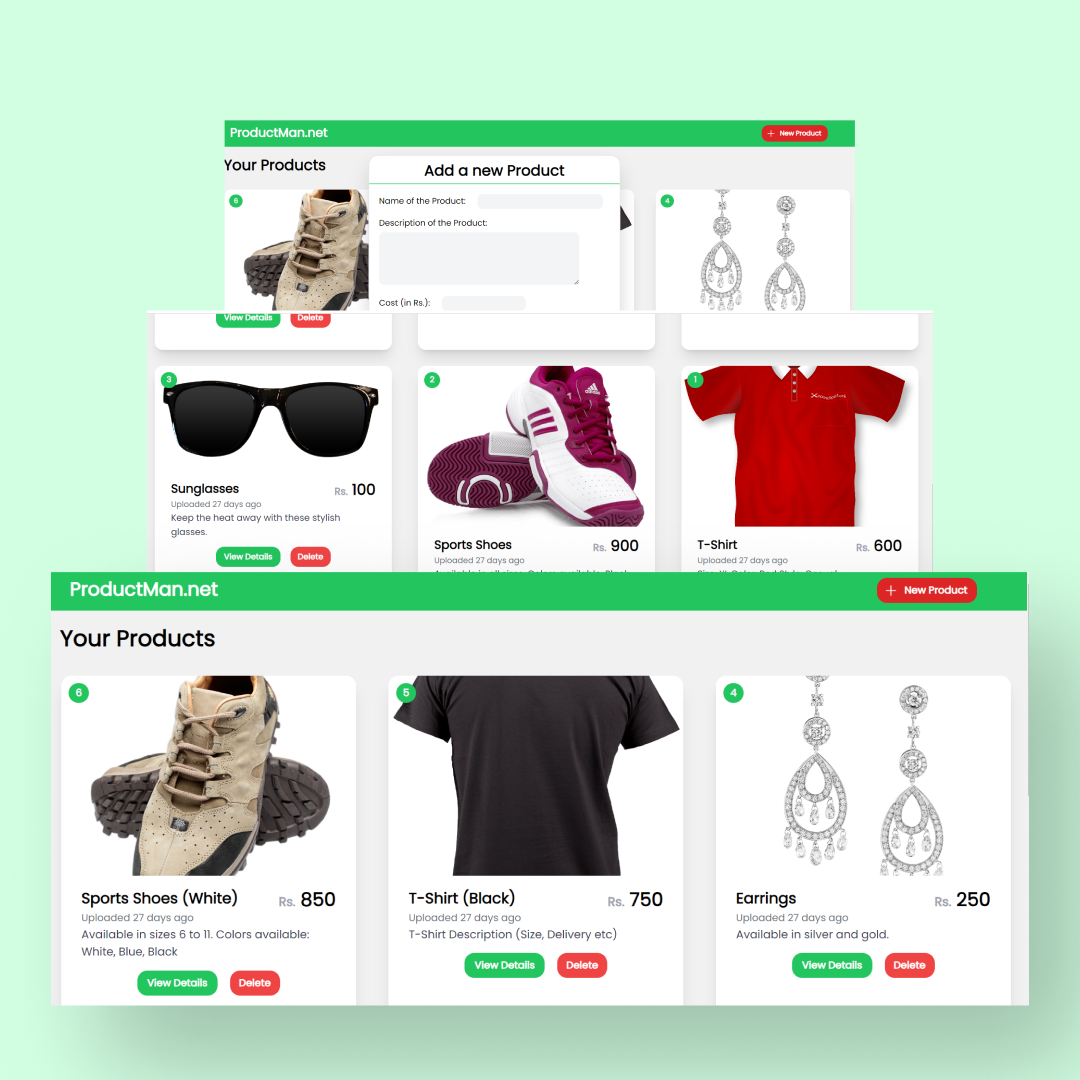 ProductMan.net
+ New Product
Your Products
Add a new Product
6
Name of the Product:
4
Description of the Product:
Cost (in Rs.):
View Details
Delete
3
2
1
adidas
Sunglasses
Rs. 100
Uploaded 27 days ago
Keep the heat away with these stylish
glasses.
View Details
Delete
Sports Shoes
Rs. 900
Uploaded 27 days ago
T-Shirt
Rs. 600
Uploaded 27 days ago
ProductMan.net
+ New Product
Your Products
6
5
4
Sports Shoes (White)
Rs. 850
Uploaded 27 days ago
Available in sizes 6 to 11. Colors available:
White, Blue, Black
View Details
Delete
T-Shirt (Black)
Rs. 750
Uploaded 27 days ago
T-Shirt Description (Size, Delivery etc)
View Details
Delete
Earrings
Rs. 250
Uploaded 27 days ago
Available in silver and gold.
View Details
Delete